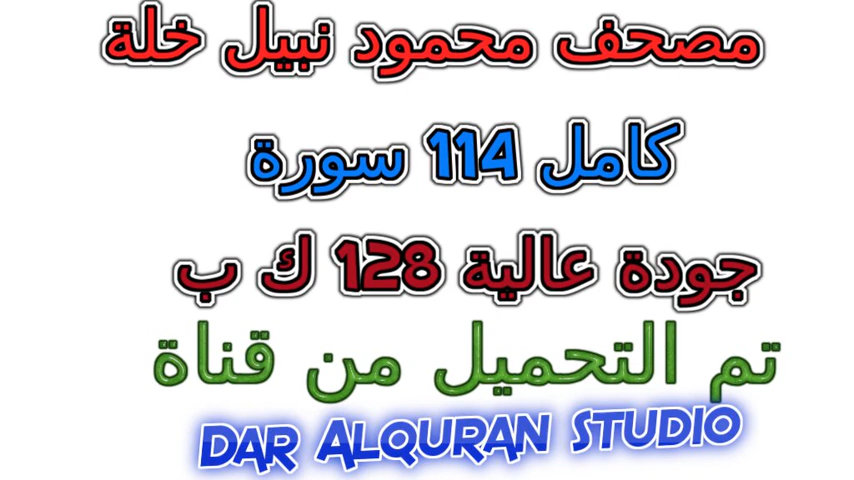 مصحف محمود نبيل خلة
كامل 114 سورة
جودة عالية 128 ك ب
تم التحميل من قناة
DAR ALQURAN STUDIO